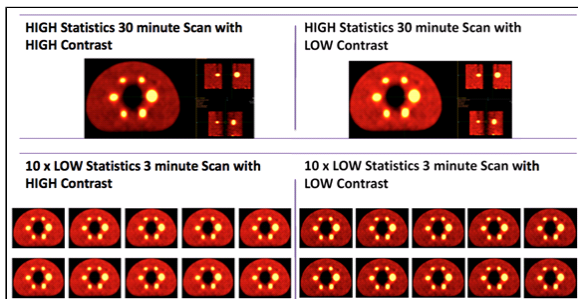 HIGH Statistics 30 minute Scan with
HIGH Contrast
HIGH Statistics 30 minute Scan with
LOW Contrast
10 x LOW Statistics 3 minute Scan with
HIGH Contrast
10 x LOW Statistics 3 minute Scan with
LOW Contrast